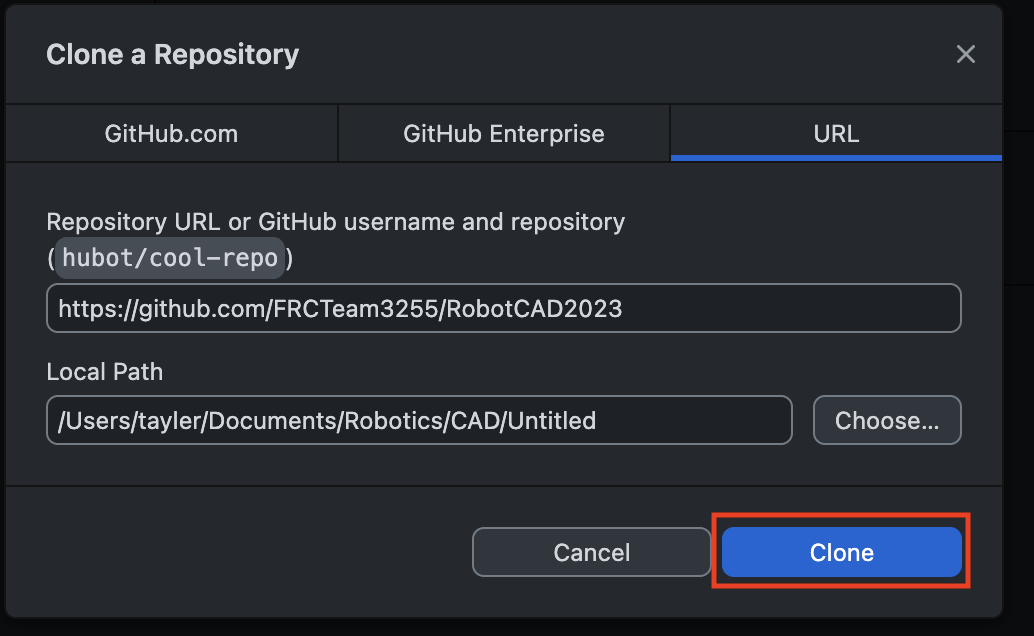 Clone a Repository
GitHub.com
GitHub Enterprise
URL
Repository URL or GitHub username and repository
(hubot/cool-repo)
https://github.com/FRCTeam3255/RobotCAD2023
Local Path
/Users/tayler/Documents/Robotics/CAD/Untitled
Choose...
Cancel
Clone